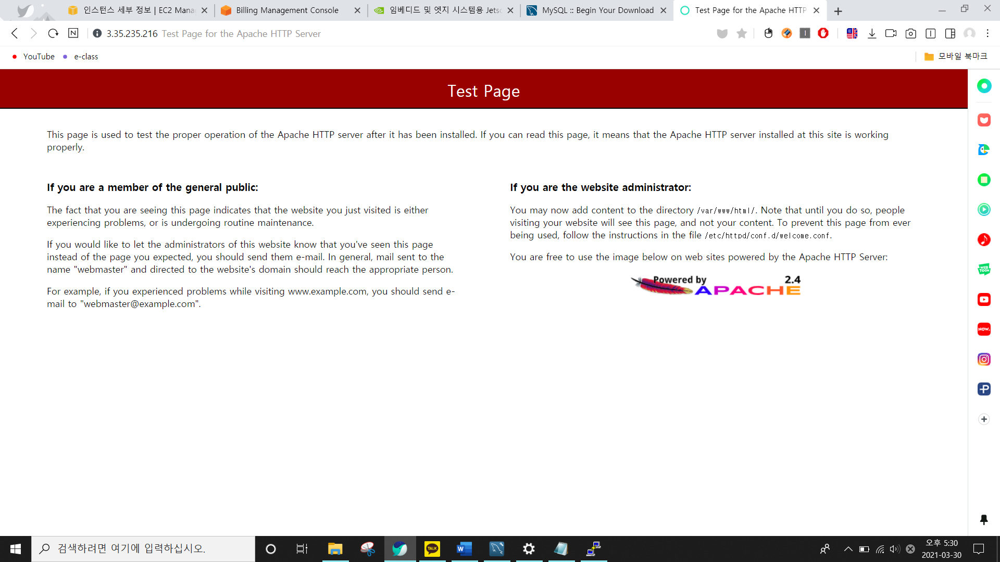 인스턴스 세부 정보 | EC2 Mana
Billing Management Console
임베디드 및 엣지 시스템용 Jetso
MySQL :: Begin Your Download
Test Page for the Apache HTTP
N
3.35.235.216 Test Page for the Apache HTTP Server
YouTube
e-class
모바일 북마크
Test Page
This page is used to test the proper operation of the Apache HTTP server after it has been installed. If you can read this page, it means that the Apache HTTP server installed at this site is working
properly.
If you are a member of the general public:
The fact that you are seeing this page indicates that the website you just visited is either
experiencing problems, or is undergoing routine maintenance.
If you would like to let the administrators of this website know that you've seen this page
instead of the page you expected, you should send them e-mail. In general, mail sent to the
name "webmaster" and directed to the website's domain should reach the appropriate person.
For example, if you experienced problems while visiting www.example.com, you should send e-
mail to "webmaster@example.com".
If you are the website administrator:
You may now add content to the directory /var/www/html/. Note that until you do so, people
visiting your website will see this page, and not your content. To prevent this page from ever
being used, follow the instructions in the file /etc/httpd/conf.d/welcome.conf.
You are free to use the image below on web sites powered by the Apache HTTP Server:
Powered by 2.4
APACHE
WEB
TOON
NOW.
검색하려면 여기에 입력하십시오.
TALK
W
오후 5:30
2021-03-30